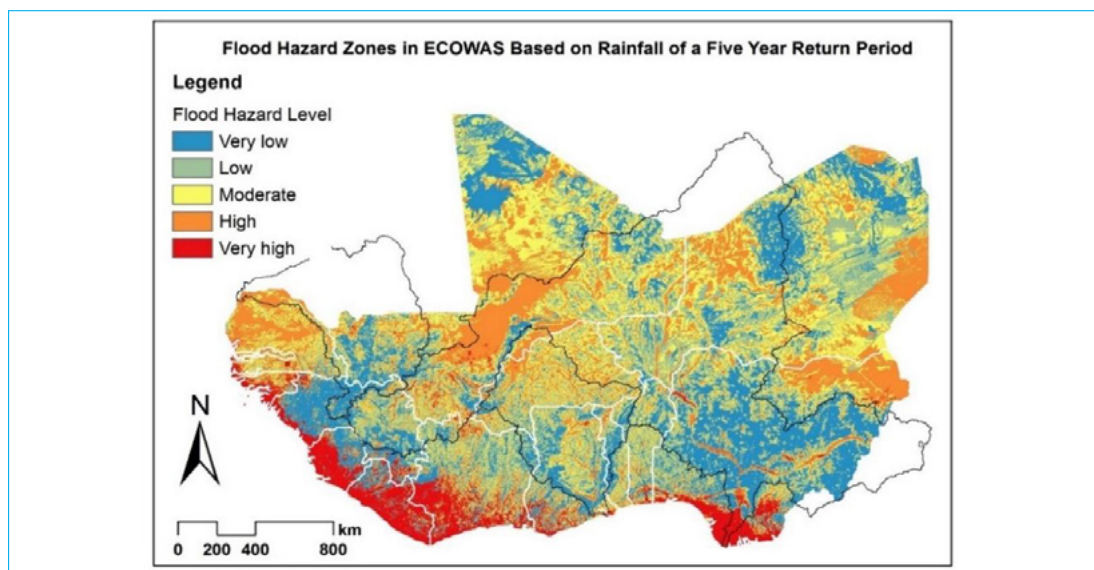 Flood Hazard Zones in ECOWAS Based on Rainfall of a Five Year Return Period
Legend
Flood Hazard Level
Very low
Low
Moderate
High
Very high
N
km
0 200 400 800